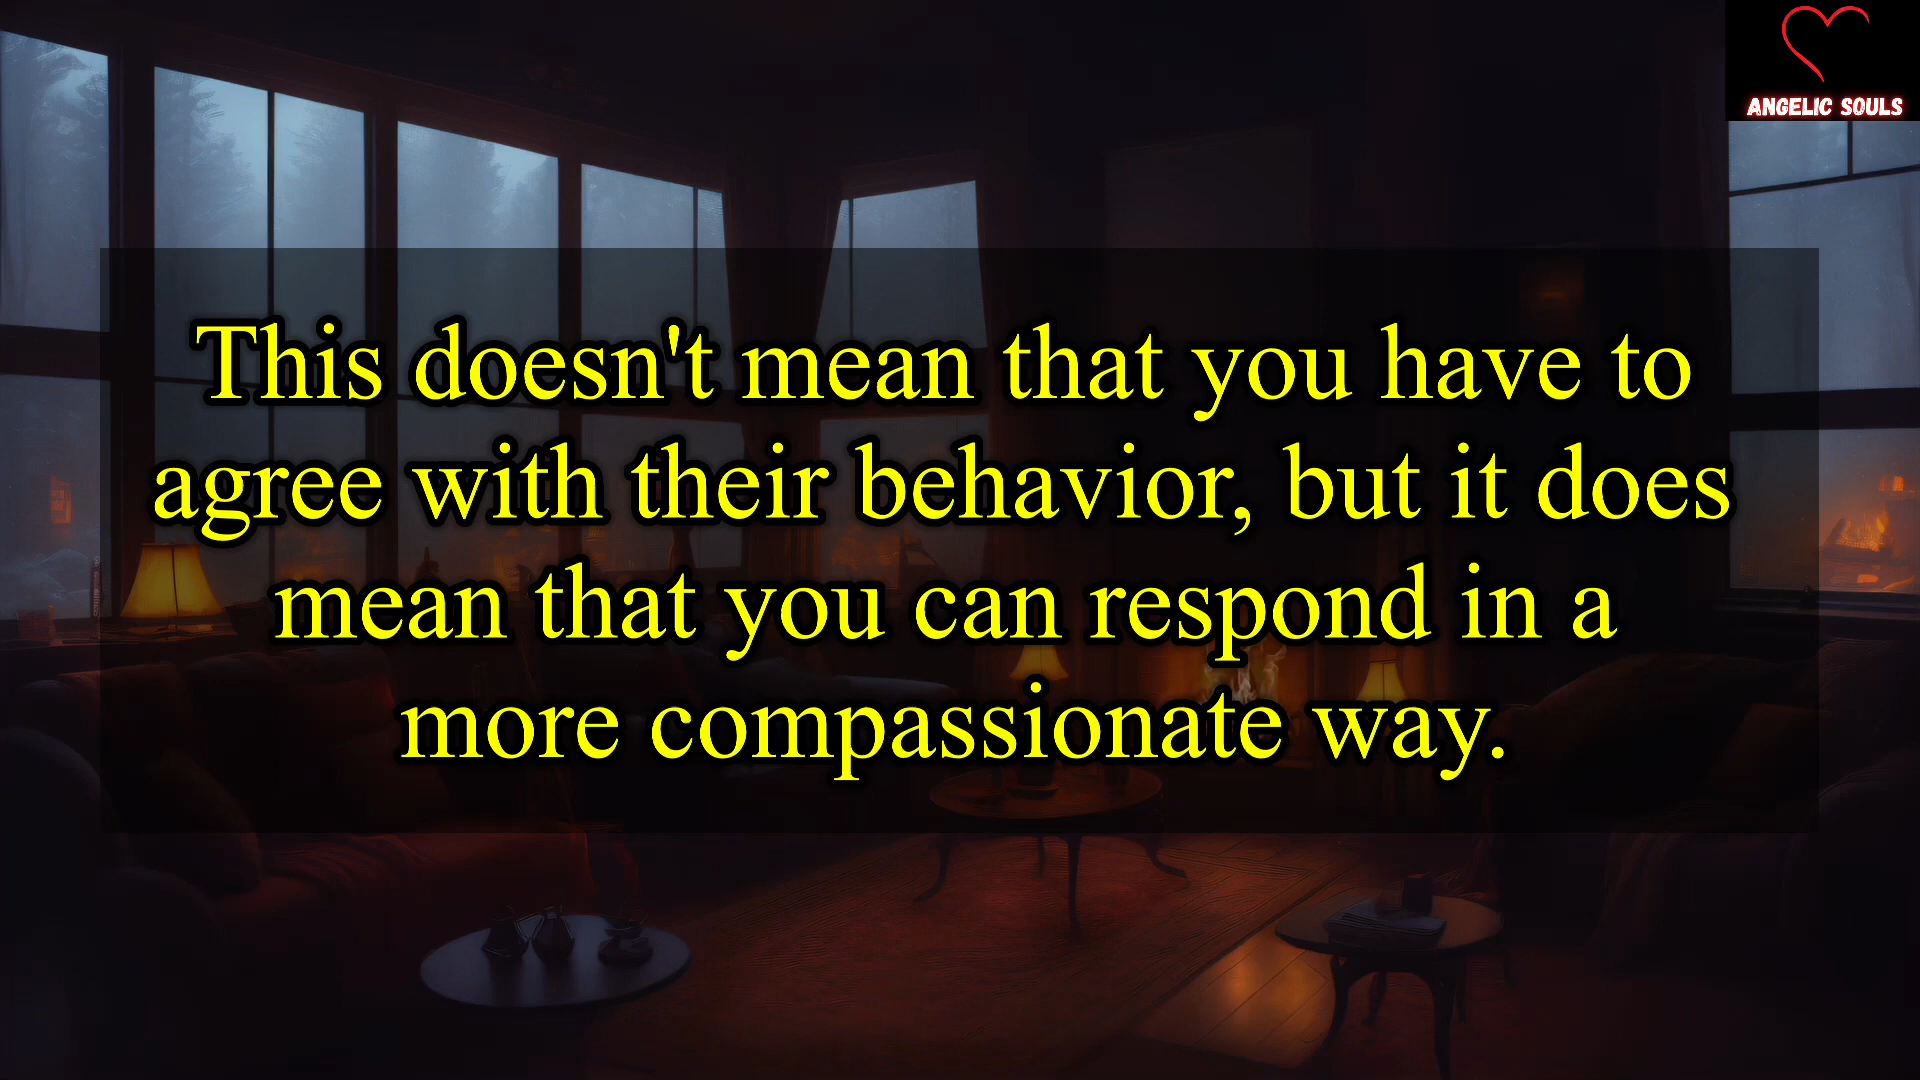 ANGELIC SOULS
This doesn't mean that you have to
agree with their behavior, but it does
mean that you can respond in a
more compassionate way.